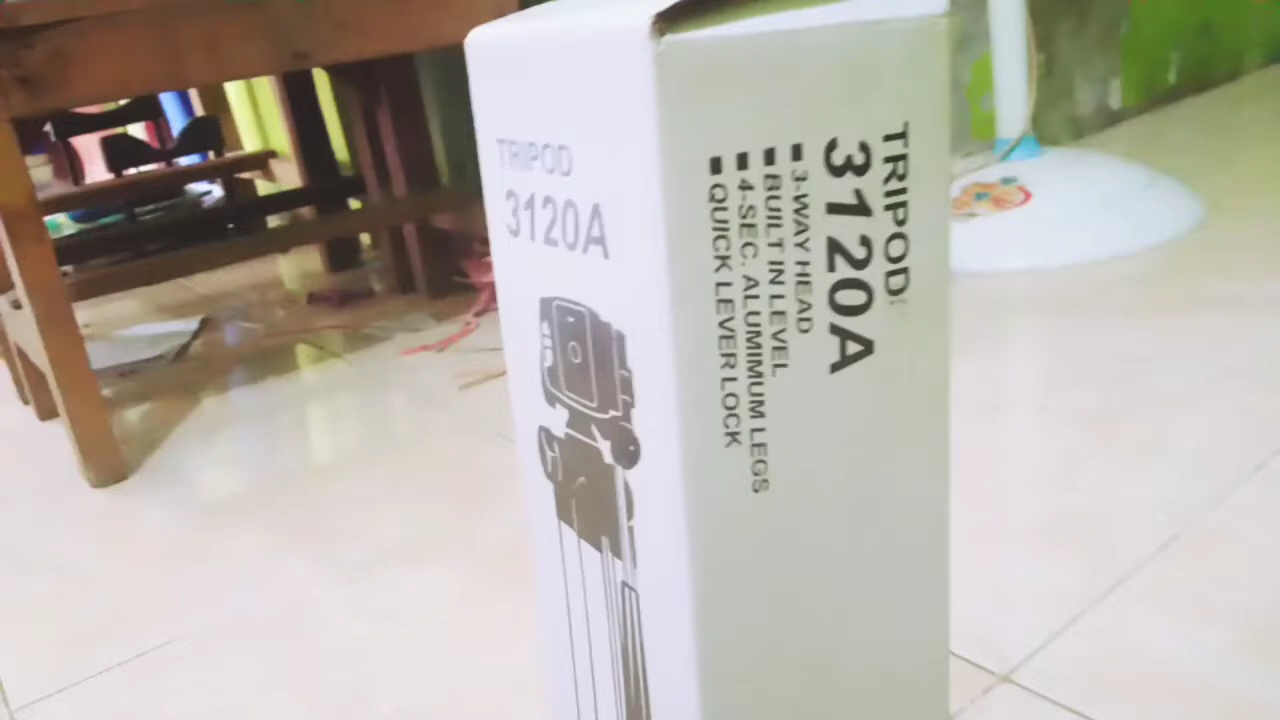 TRIPOD
3120A
TRIPOD:
3120A
■ 3-WAY HEAD
■ BUILT IN LEVEL
■ 4-SEC. ALUMIMUM LEGS
■ QUICK LEVER LOCK